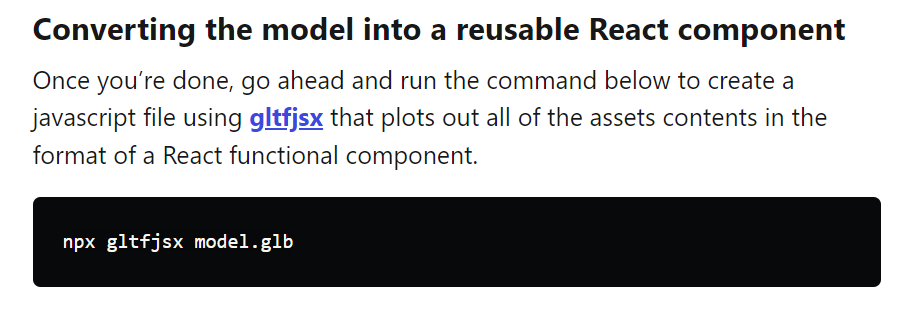 Converting the model into a reusable React component
Once you’re done, go ahead and run the command below to create a
javascript file using gltfjsx that plots out all of the assets contents in the
format of a React functional component.
npx gltfjsx model.glb